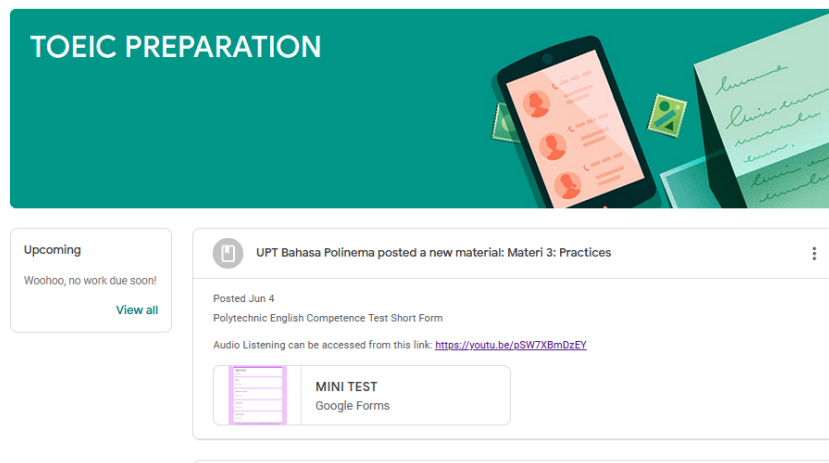 TOEIC PREPARATION
Upcoming
Woohoo, no work due soon!
View all
UPT Bahasa Polinema posted a new material: Materi 3: Practices
Posted Jun 4
Polytechnic English Competence Test Short Form
Audio Listening can be accessed from this link: https://youtu.be/pSW7XBmDzEY
MINI TEST
Google Forms